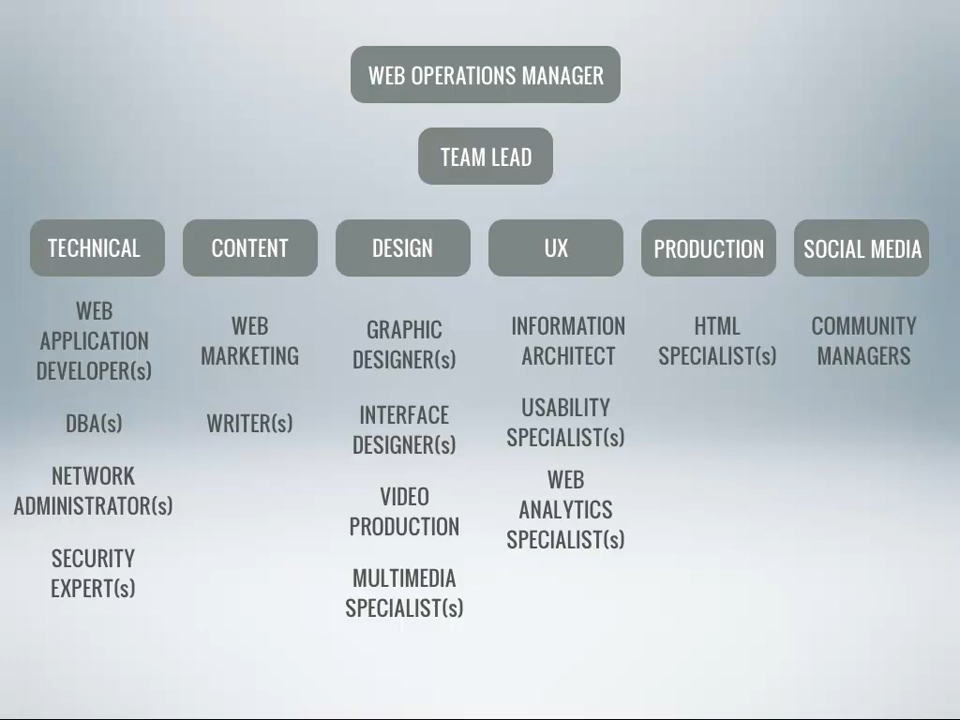 WEB OPERATIONS MANAGER
TEAM LEAD
TECHNICAL
WEB
APPLICATION
DEVELOPER(s)
DBA(s)
NETWORK
ADMINISTRATOR(s)
SECURITY
EXPERT(s)
CONTENT
WEB
MARKETING
WRITER(s)
DESIGN
GRAPHIC
DESIGNER(s)
INTERFACE
DESIGNER(s)
VIDEO
PRODUCTION
MULTIMEDIA
SPECIALIST(s)
UX
INFORMATION
ARCHITECT
USABILITY
SPECIALIST(s)
WEB
ANALYTICS
SPECIALIST(s)
PRODUCTION
HTML
SPECIALIST(s)
SOCIAL MEDIA
COMMUNITY
MANAGERS